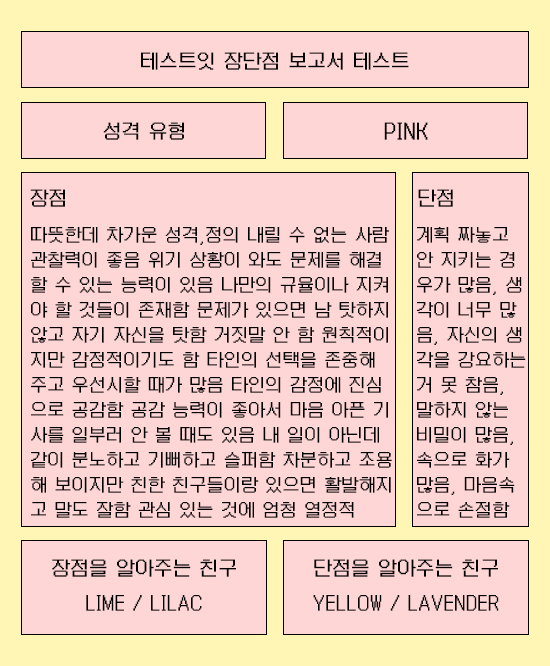 테스트잇 장단점 보고서 테스트
성격 유형
PINK
장점
따뜻한데 차가운 성격,정의 내릴 수 없는 사람
관찰력이 좋음 위기 상황이 와도 문제를 해결
할 수 있는 능력이 있음 나만의 규율이나 지켜
야 할 것들이 존재함 문제가 있으면 남 탓하지
않고 자기 자신을 탓함 거짓말 안 함 원칙적이
지만 감정적이기도 함 타인의 선택을 존중해
주고 우선시할 때가 많음 타인의 감정에 진심
으로 공감함 공감 능력이 좋아서 마음 아픈 기
사를 일부러 안 볼 때도 있음 내 일이 아닌데
같이 분노하고 기뻐하고 슬퍼함 차분하고 조용
해 보이지만 친한 친구들이랑 있으면 활발해지
고 말도 잘함 관심 있는 것에 엄청 열정적
단점
계획 짜놓고
안 지키는 경
우가 많음, 생
각이 너무 많
음, 자신의 생
각을 강요하는
거 못 참음,
말하지 않는
비밀이 많음,
속으로 화가
많음, 마음속
으로 손절함
장점을 알아주는 친구
LIME / LILAC
단점을 알아주는 친구
YELLOW / LAVENDER